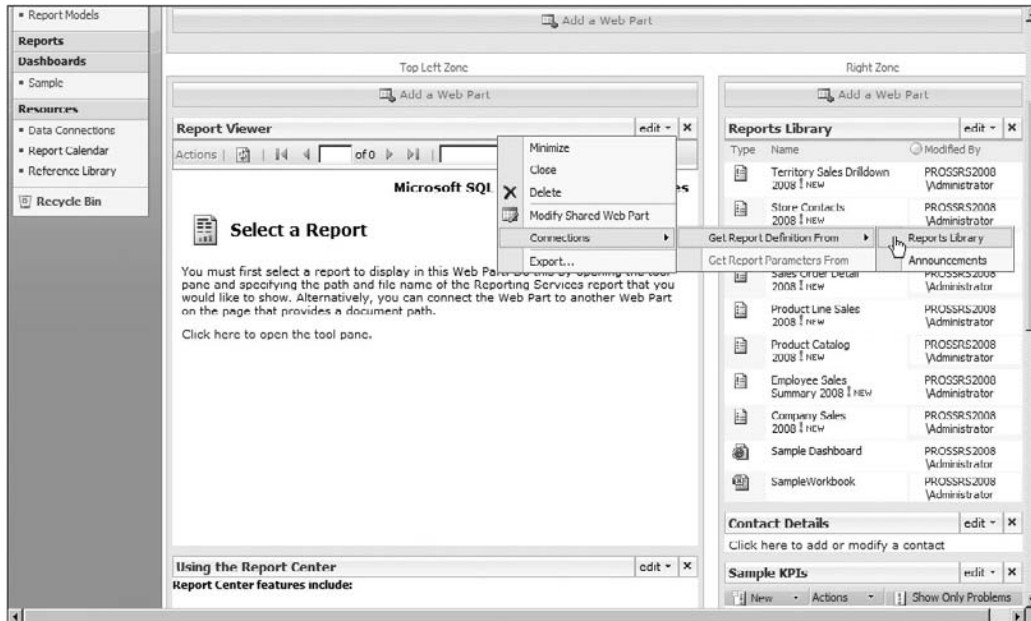 Report Models
Reports
Dashboards
Sample
Resources
Data Connections
Report Calendar
Reference Library
Recycle Bin
Add a Web Part
Top Left Zone
Add a Web Part
Report Viewer
edit
Actions
of 0
Microsoft SQL
es
Select a Report
You must first select a report to display in this Web Part. Do this by opening the tool
pane and specifying the path and file name of the Reporting Services report that you
would like to show. Alternatively, you can connect the Web Part to another Web Part
on the page that provides a document path.
Click here to open the tool pane.
Minimize
Close
Delete
Modify Shared Web Part
Connections
Export...
Get Report Definition From
Get Report Parameters From
Reports Library
Announcements
Using the Report Center
edit
Report Center features include:
Right Zone
Add a Web Part
Reports Library
edit
Type Name Modified By
Territory Sales Drilldown PROSSRS2008
2008 ! NEW \Administrator
Store Contacts PROSSRS2008
2008 ! NEW \Administrator
Sales Order Detail PROSSRS2008
2008 ! NEW \Administrator
Product Line Sales PROSSRS2008
2008 ! NEW \Administrator
Product Catalog PROSSRS2008
2008 ! NEW \Administrator
Employee Sales PROSSRS2008
Summary 2008 ! NEW \Administrator
Company Sales PROSSRS2008
2008 ! NEW \Administrator
Sample Dashboard PROSSRS2008
\Administrator
SampleWorkbook PROSSRS2008
\Administrator
Contact Details
edit
Click here to add or modify a contact
Sample KPIs
edit
New Actions Show Only Problems